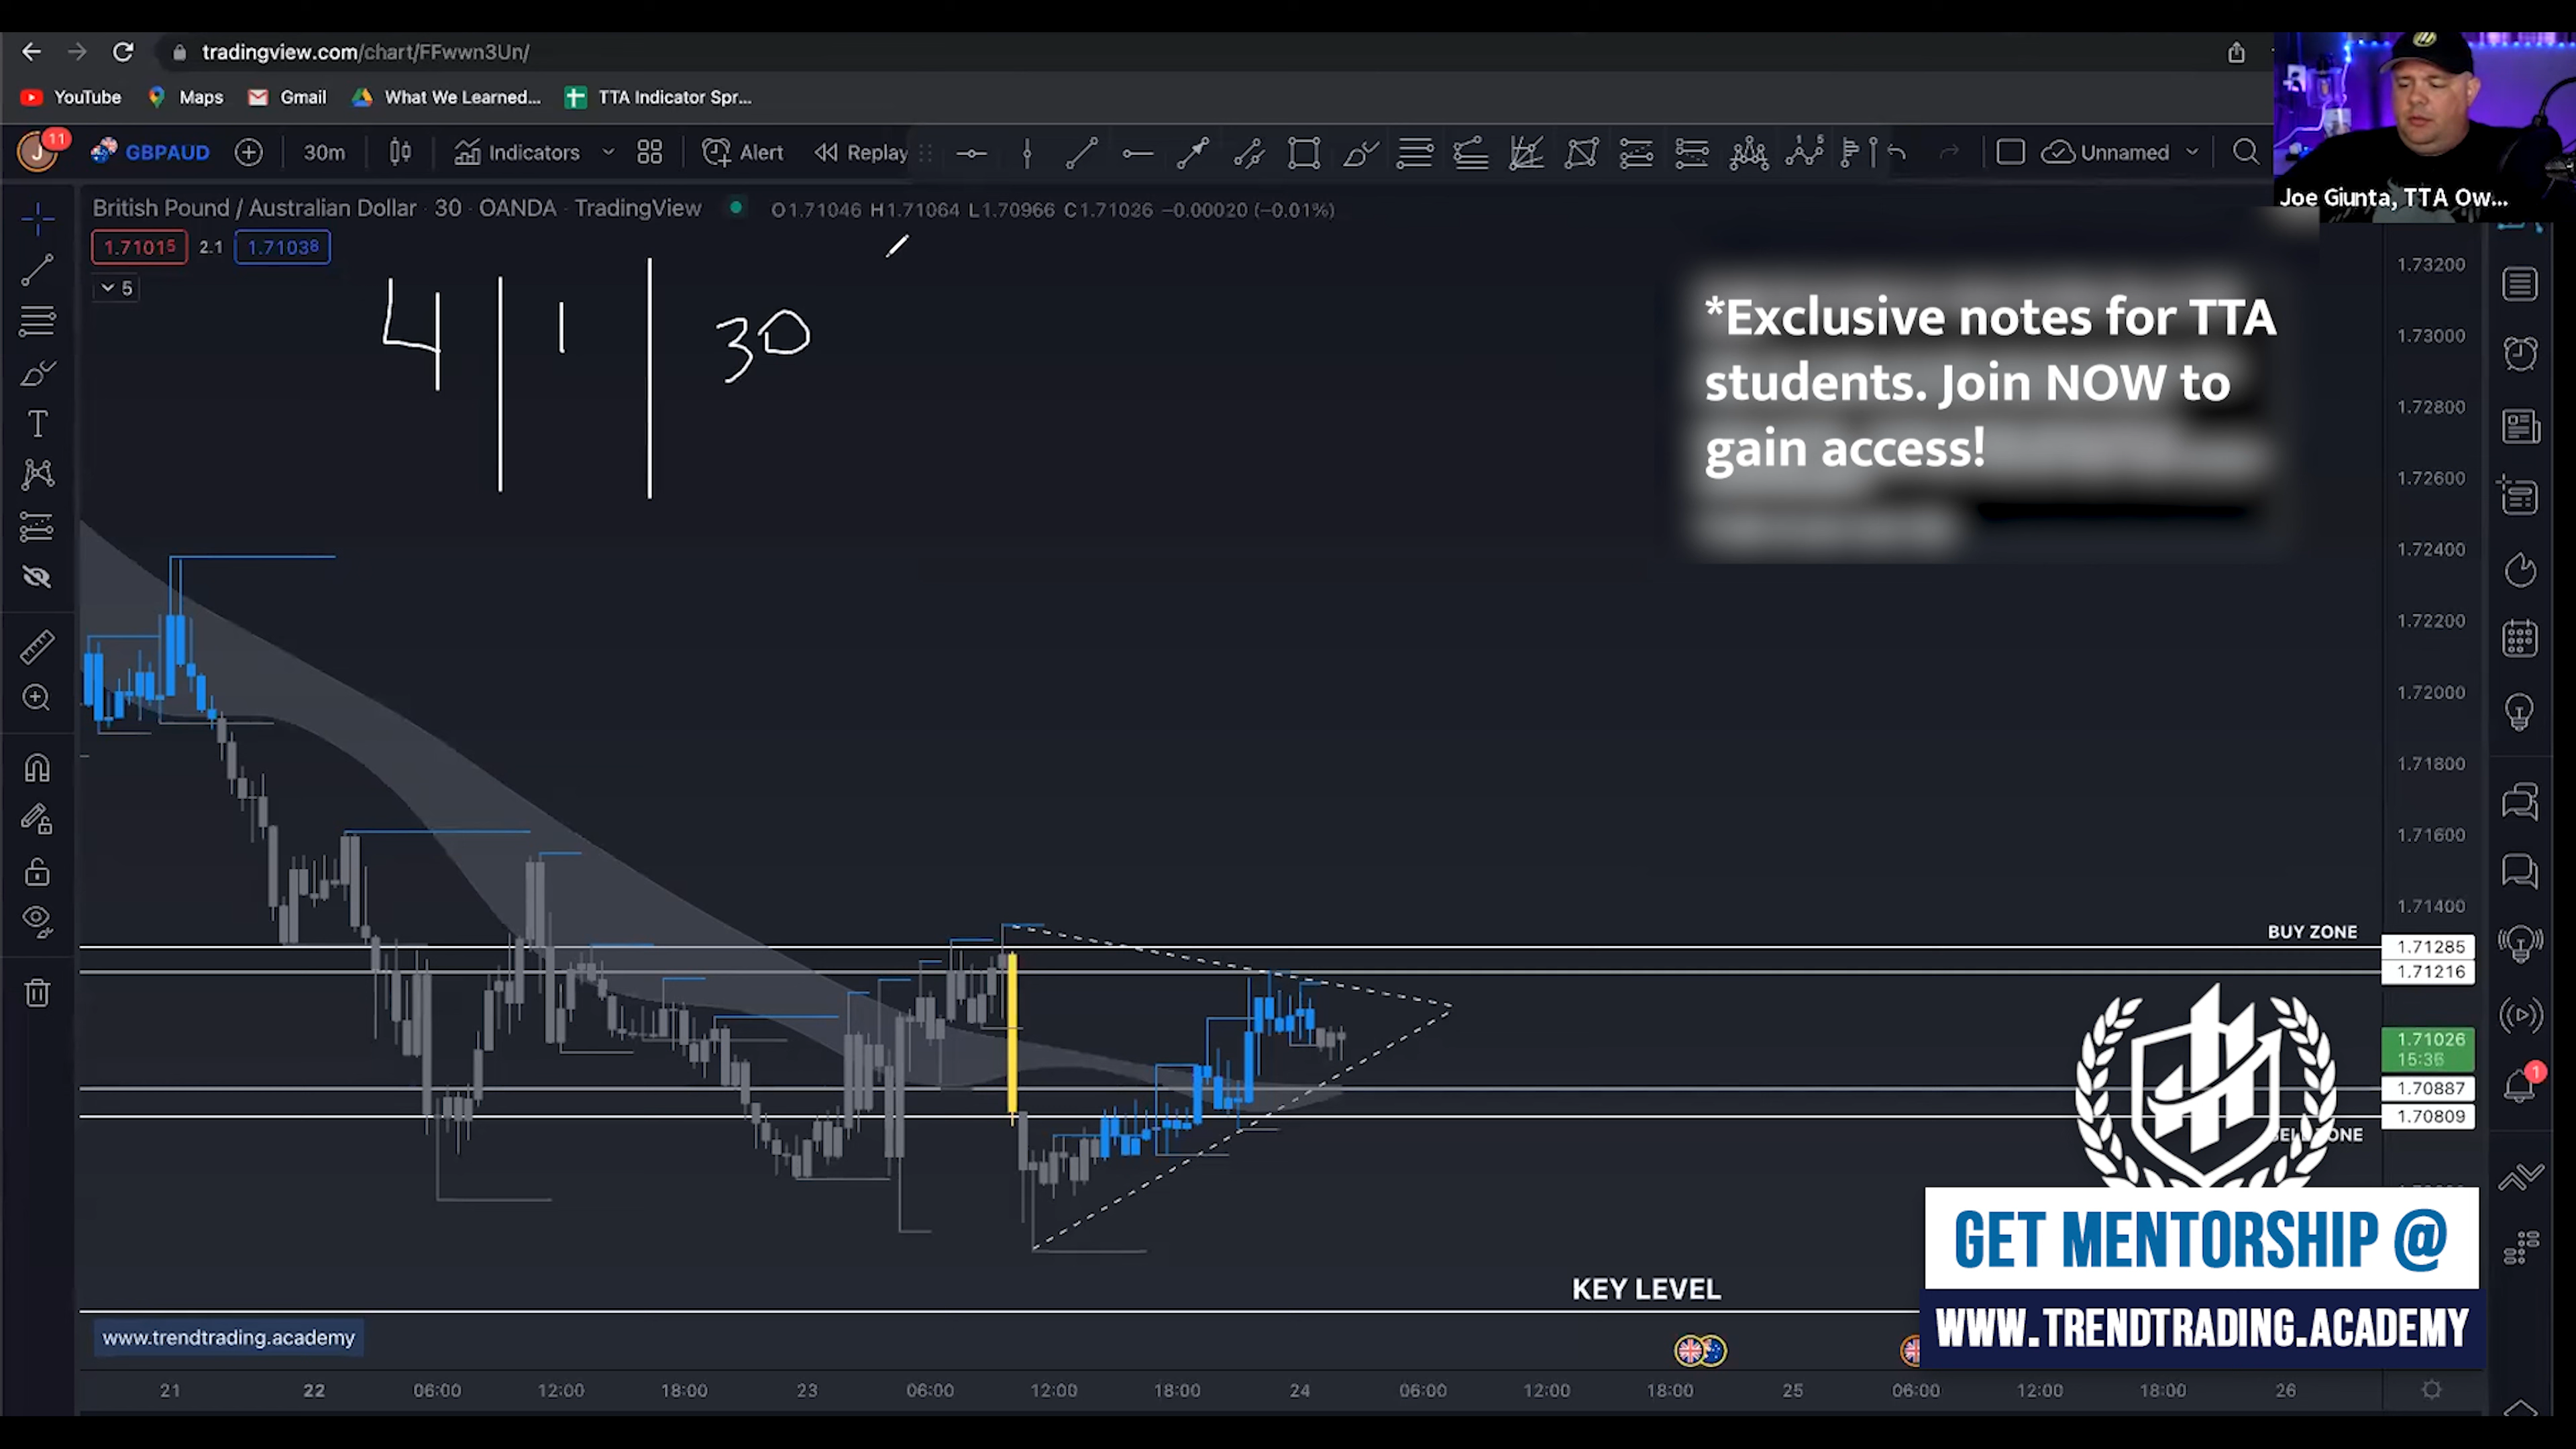 tradingview.com/chart/FFwwn3Un/
YouTube Maps Gmail What We Learned... TTA Indicator Spr...
J 11 GBPAUD 30m Indicators Alert Replay Unnamed
Joe Giunta, TTA Ow...
British Pound / Australian Dollar · 30 · OANDA · TradingView O1.71046 H1.71064 L1.70966 C1.71026 −0.00020 (−0.01%)
1.71015 2.1 1.71038
5
4 | 1 | 30
*Exclusive notes for TTA
students. Join NOW to
gain access!
1.73200
1.73000
1.72800
1.72600
1.72400
1.72200
1.72000
1.71800
1.71600
1.71400
BUY ZONE
1.71285
1.71216
1.71026
15:36
1.70887
1.70809
1
KEY LEVEL
GET MENTORSHIP @
WWW.TRENDTRADING.ACADEMY
www.trendtrading.academy
21 22 06:00 12:00 18:00 23 06:00 12:00 18:00 24 06:00 12:00 18:00 25 06:00 12:00 18:00 26